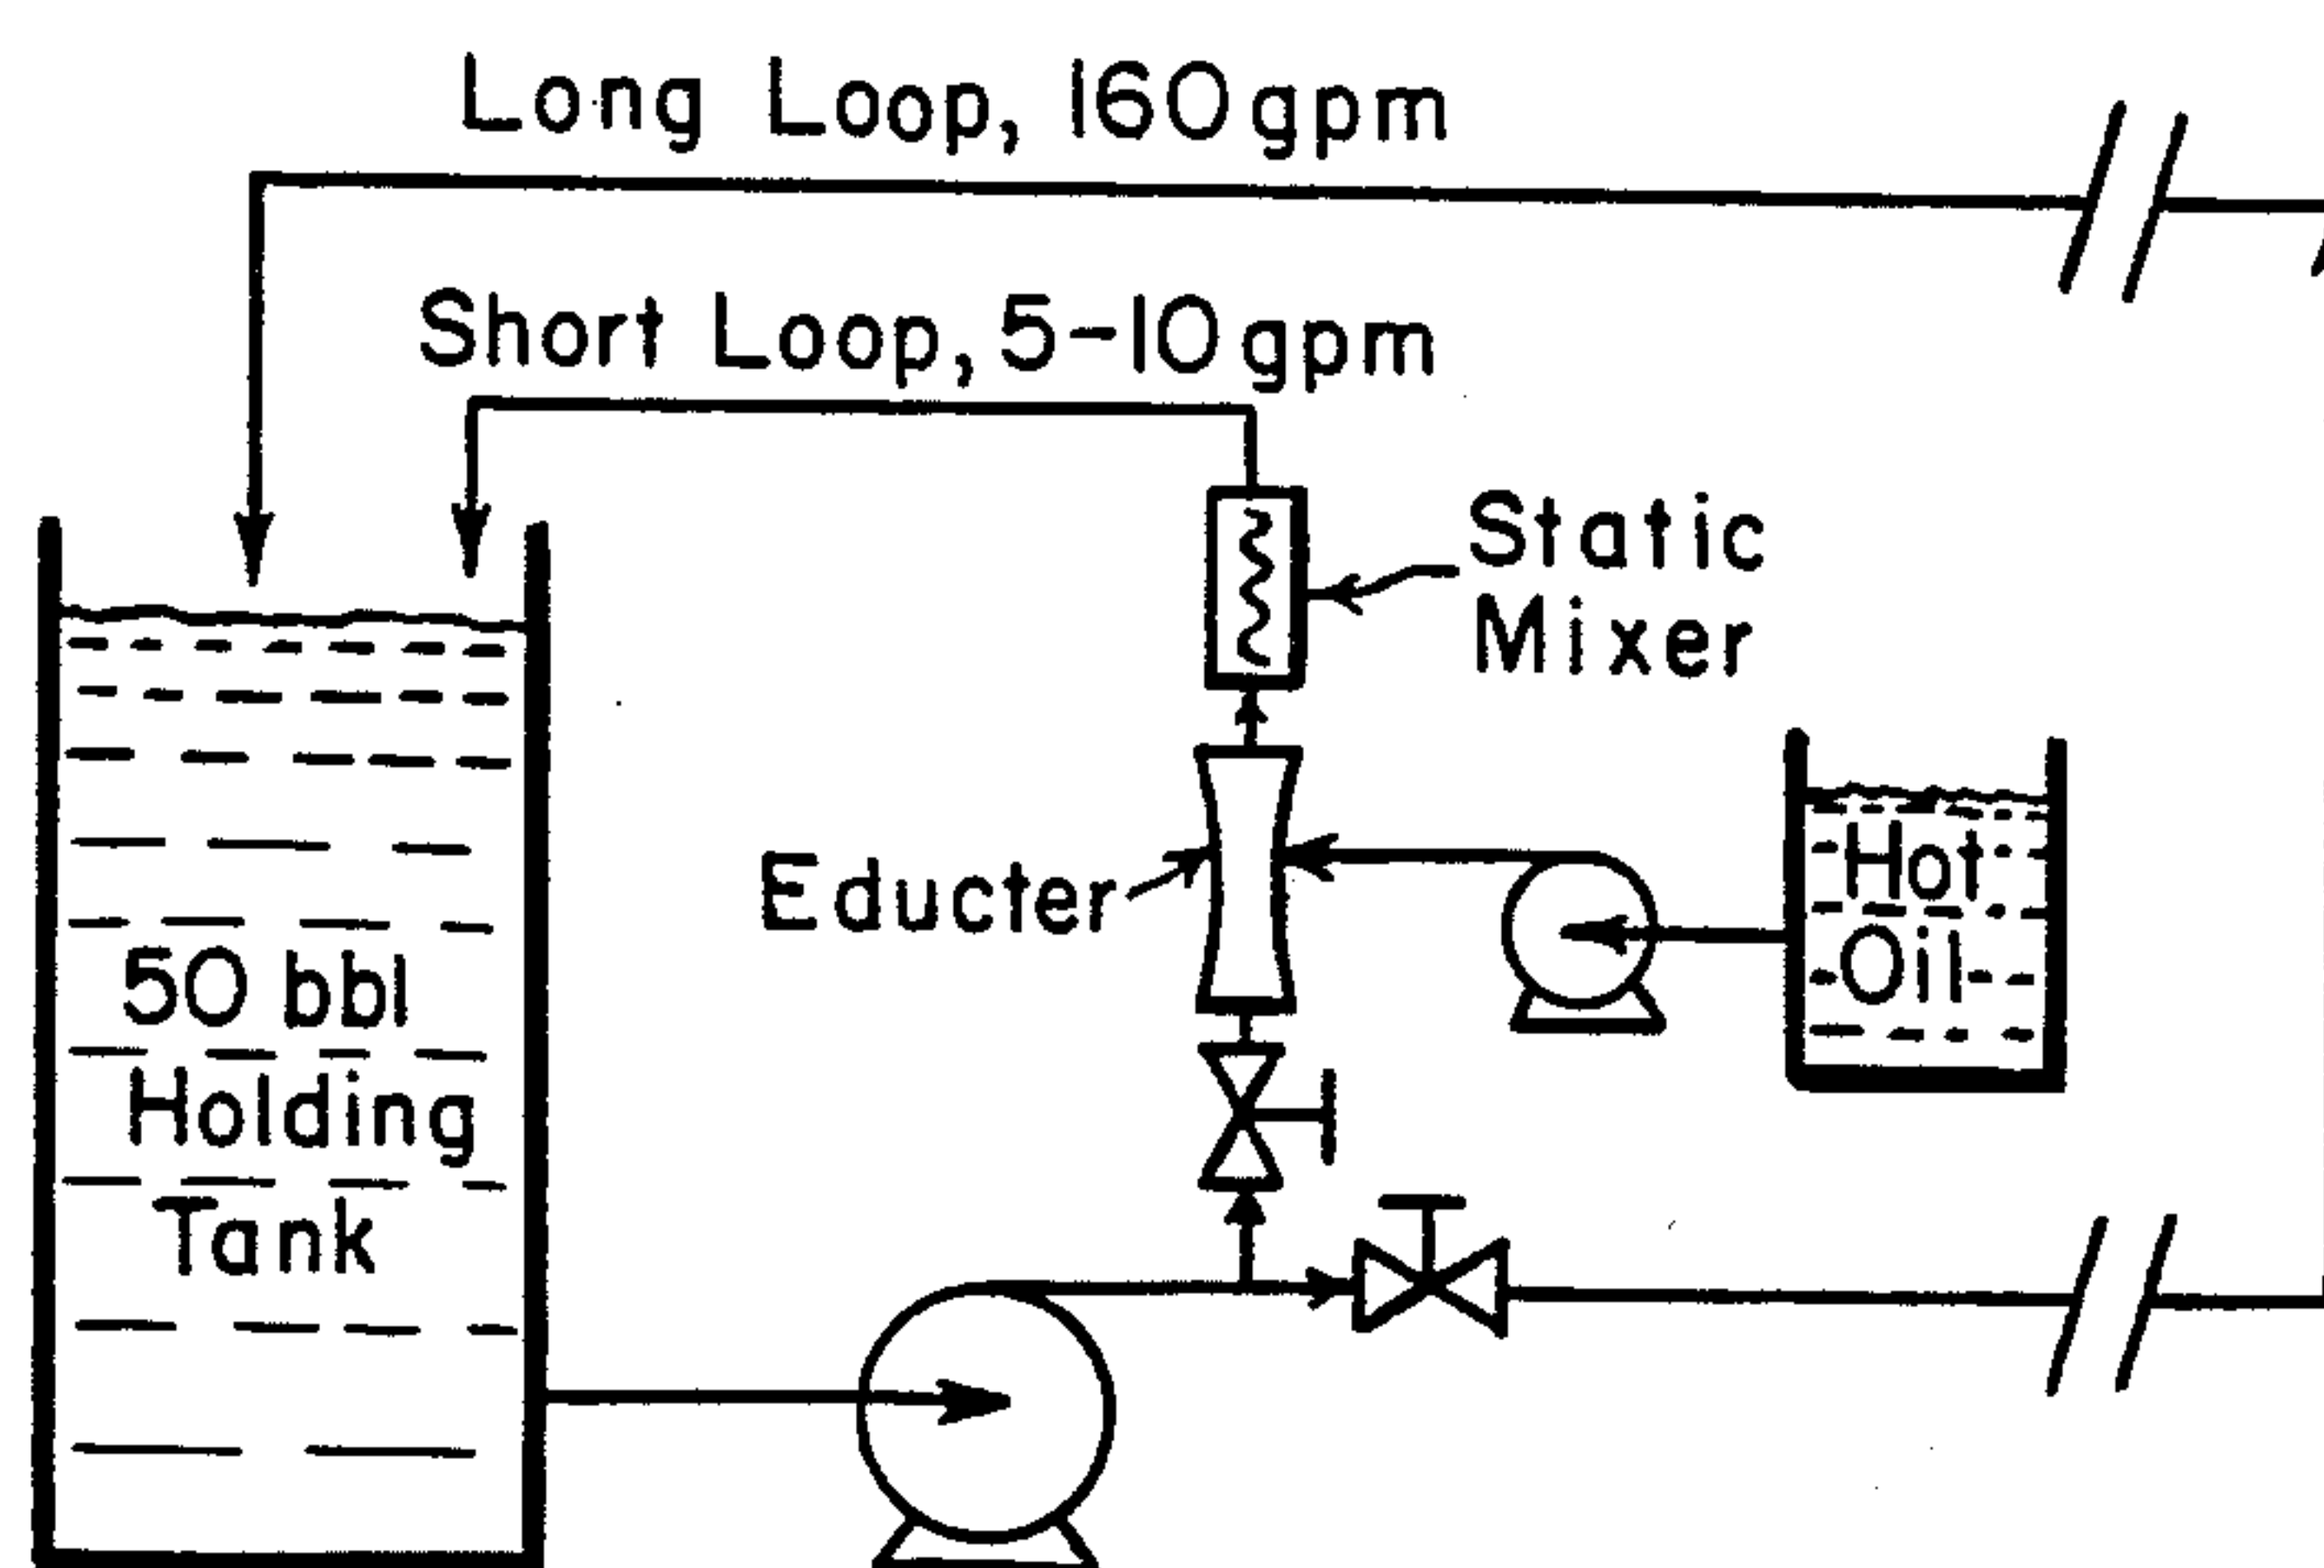 Long Loop, 160 gpm
Short Loop, 5-10 gpm
Static
Mixer
Educter
Hot
Oil
50 bbl
Holding
Tank